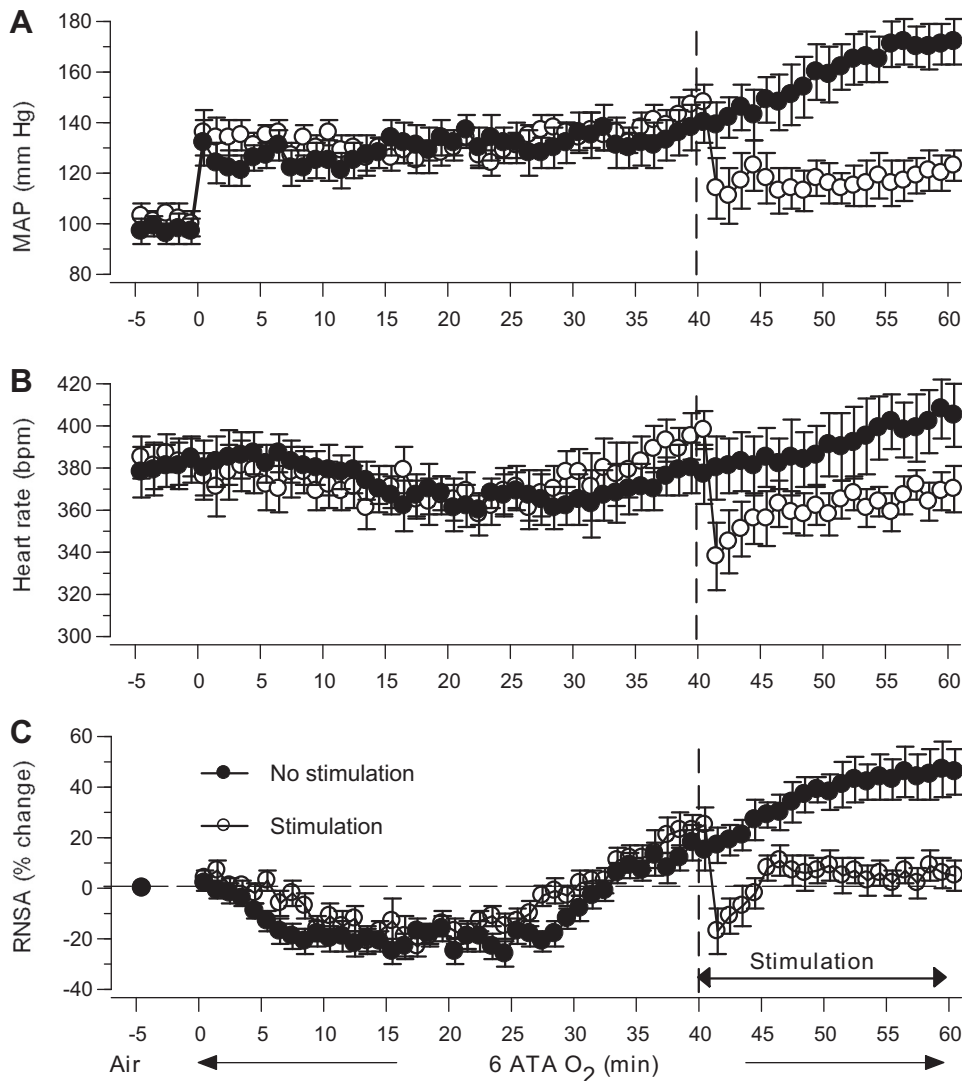 A
MAP (mm Hg)
180
160
140
120
100
80
-5 0 5 10 15 20 25 30 35 40 45 50 55 60
B
Heart rate (bpm)
420
400
380
360
340
320
300
-5 0 5 10 15 20 25 30 35 40 45 50 55 60
C
RNSA (% change)
60
40
20
0
-20
-40
No stimulation
Stimulation
Stimulation
-5 0 5 10 15 20 25 30 35 40 45 50 55 60
Air 6 ATA O2 (min)